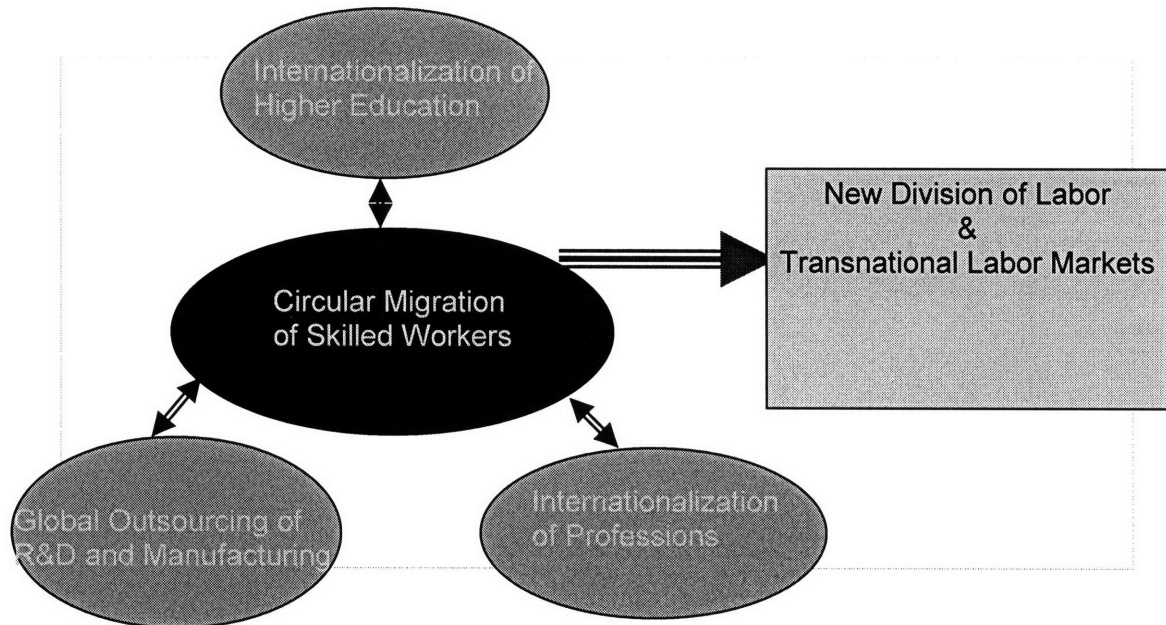 Internationalization of
Higher Education
New Division of Labor
&
Transnational Labor Markets
Circular Migration
of Skilled Workers
Global Outsourcing of
R&D and Manufacturing
Internationalization
of Professions